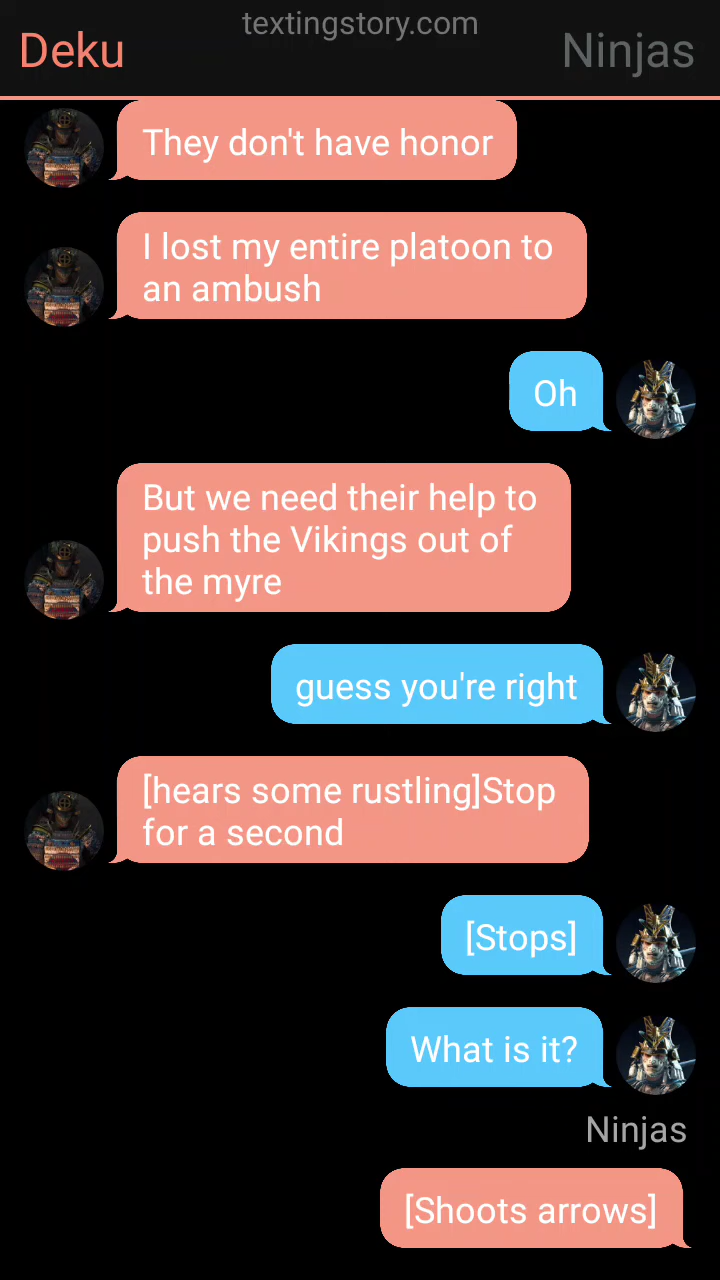 textingstory.com
Deku
Ninjas
They don't have honor
I lost my entire platoon to
an ambush
Oh
But we need their help to
push the Vikings out of
the myre
guess you're right
[hears some rustling]Stop
for a second
[Stops]
What is it?
Ninjas
[Shoots arrows]